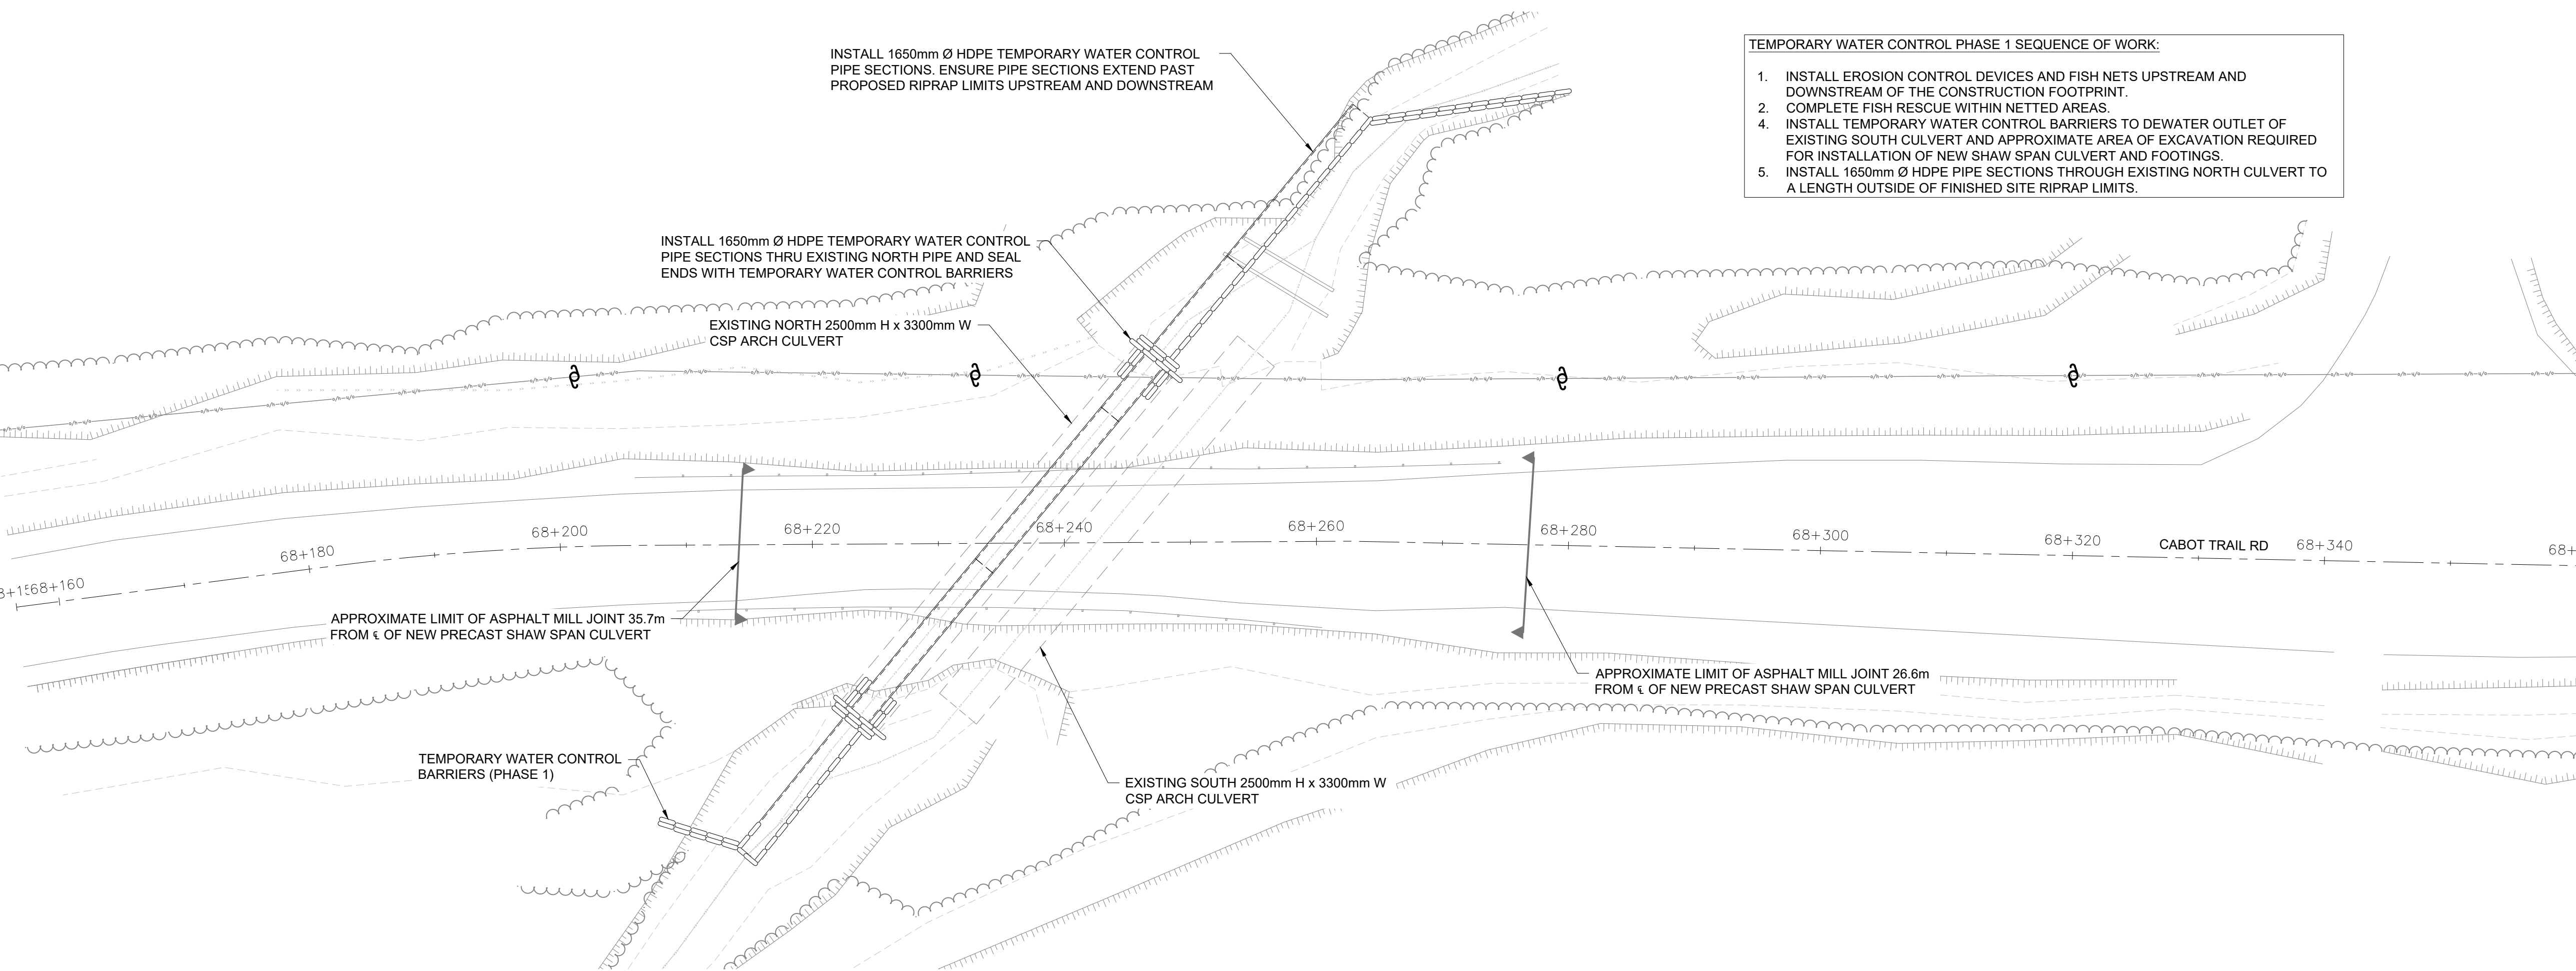 INSTALL 1650mm Ø HDPE TEMPORARY WATER CONTROL
PIPE SECTIONS. ENSURE PIPE SECTIONS EXTEND PAST
PROPOSED RIPRAP LIMITS UPSTREAM AND DOWNSTREAM
TEMPORARY WATER CONTROL PHASE 1 SEQUENCE OF WORK:
1. INSTALL EROSION CONTROL DEVICES AND FISH NETS UPSTREAM AND
DOWNSTREAM OF THE CONSTRUCTION FOOTPRINT.
2. COMPLETE FISH RESCUE WITHIN NETTED AREAS.
4. INSTALL TEMPORARY WATER CONTROL BARRIERS TO DEWATER OUTLET OF
EXISTING SOUTH CULVERT AND APPROXIMATE AREA OF EXCAVATION REQUIRED
FOR INSTALLATION OF NEW SHAW SPAN CULVERT AND FOOTINGS.
5. INSTALL 1650mm Ø HDPE PIPE SECTIONS THROUGH EXISTING NORTH CULVERT TO
A LENGTH OUTSIDE OF FINISHED SITE RIPRAP LIMITS.
INSTALL 1650mm Ø HDPE TEMPORARY WATER CONTROL
PIPE SECTIONS THRU EXISTING NORTH PIPE AND SEAL
ENDS WITH TEMPORARY WATER CONTROL BARRIERS
EXISTING NORTH 2500mm H x 3300mm W
CSP ARCH CULVERT
68+160
68+180
68+200
68+220
68+240
68+260
68+280
68+300
68+320
CABOT TRAIL RD
68+340
APPROXIMATE LIMIT OF ASPHALT MILL JOINT 35.7m
FROM ℄ OF NEW PRECAST SHAW SPAN CULVERT
APPROXIMATE LIMIT OF ASPHALT MILL JOINT 26.6m
FROM ℄ OF NEW PRECAST SHAW SPAN CULVERT
TEMPORARY WATER CONTROL
BARRIERS (PHASE 1)
EXISTING SOUTH 2500mm H x 3300mm W
CSP ARCH CULVERT